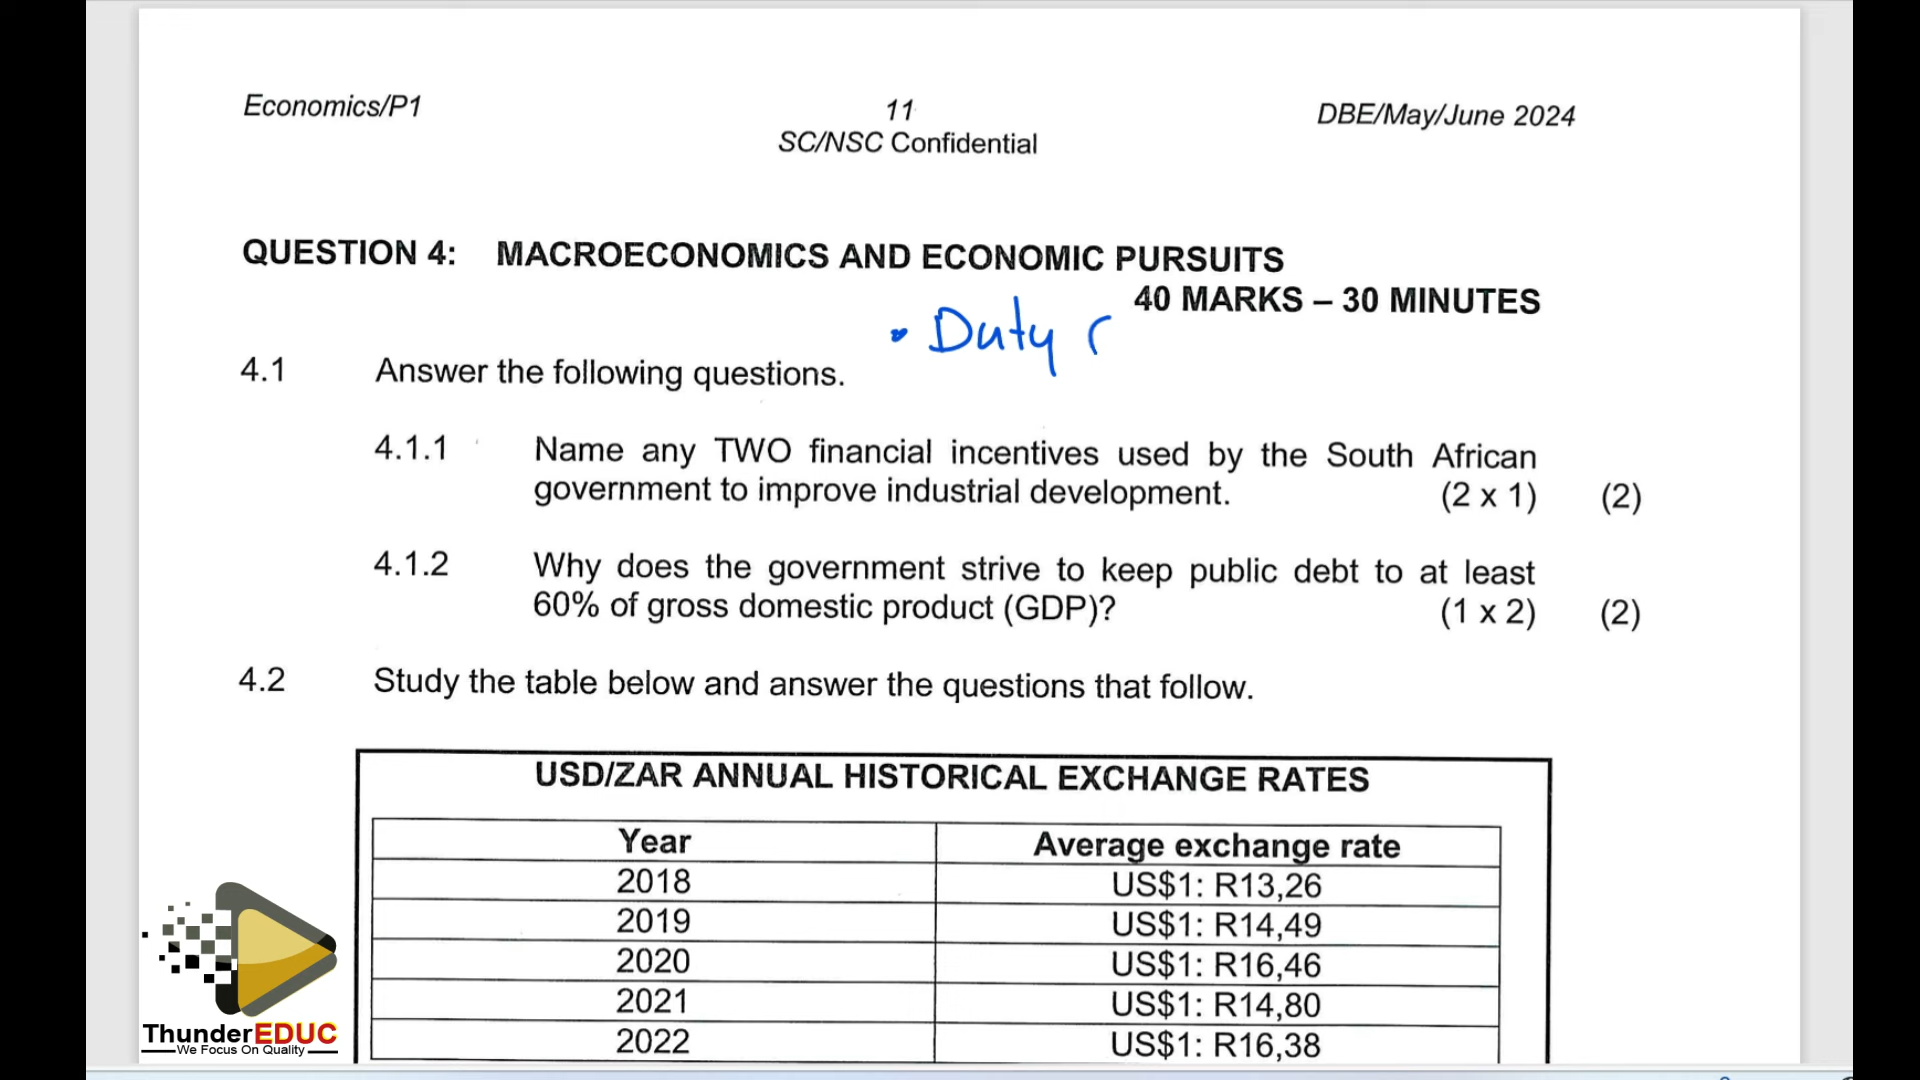 Economics/P1
11
DBE/May/June 2024
SC/NSC Confidential
QUESTION 4: MACROECONOMICS AND ECONOMIC PURSUITS
40 MARKS – 30 MINUTES
• Duty r
4.1 Answer the following questions.
4.1.1 Name any TWO financial incentives used by the South African
government to improve industrial development. (2 x 1) (2)
4.1.2 Why does the government strive to keep public debt to at least
60% of gross domestic product (GDP)? (1 x 2) (2)
4.2 Study the table below and answer the questions that follow.
USD/ZAR ANNUAL HISTORICAL EXCHANGE RATES
Year Average exchange rate
2018 US$1: R13,26
2019 US$1: R14,49
2020 US$1: R16,46
2021 US$1: R14,80
2022 US$1: R16,38
ThunderEDUC
We Focus On Quality